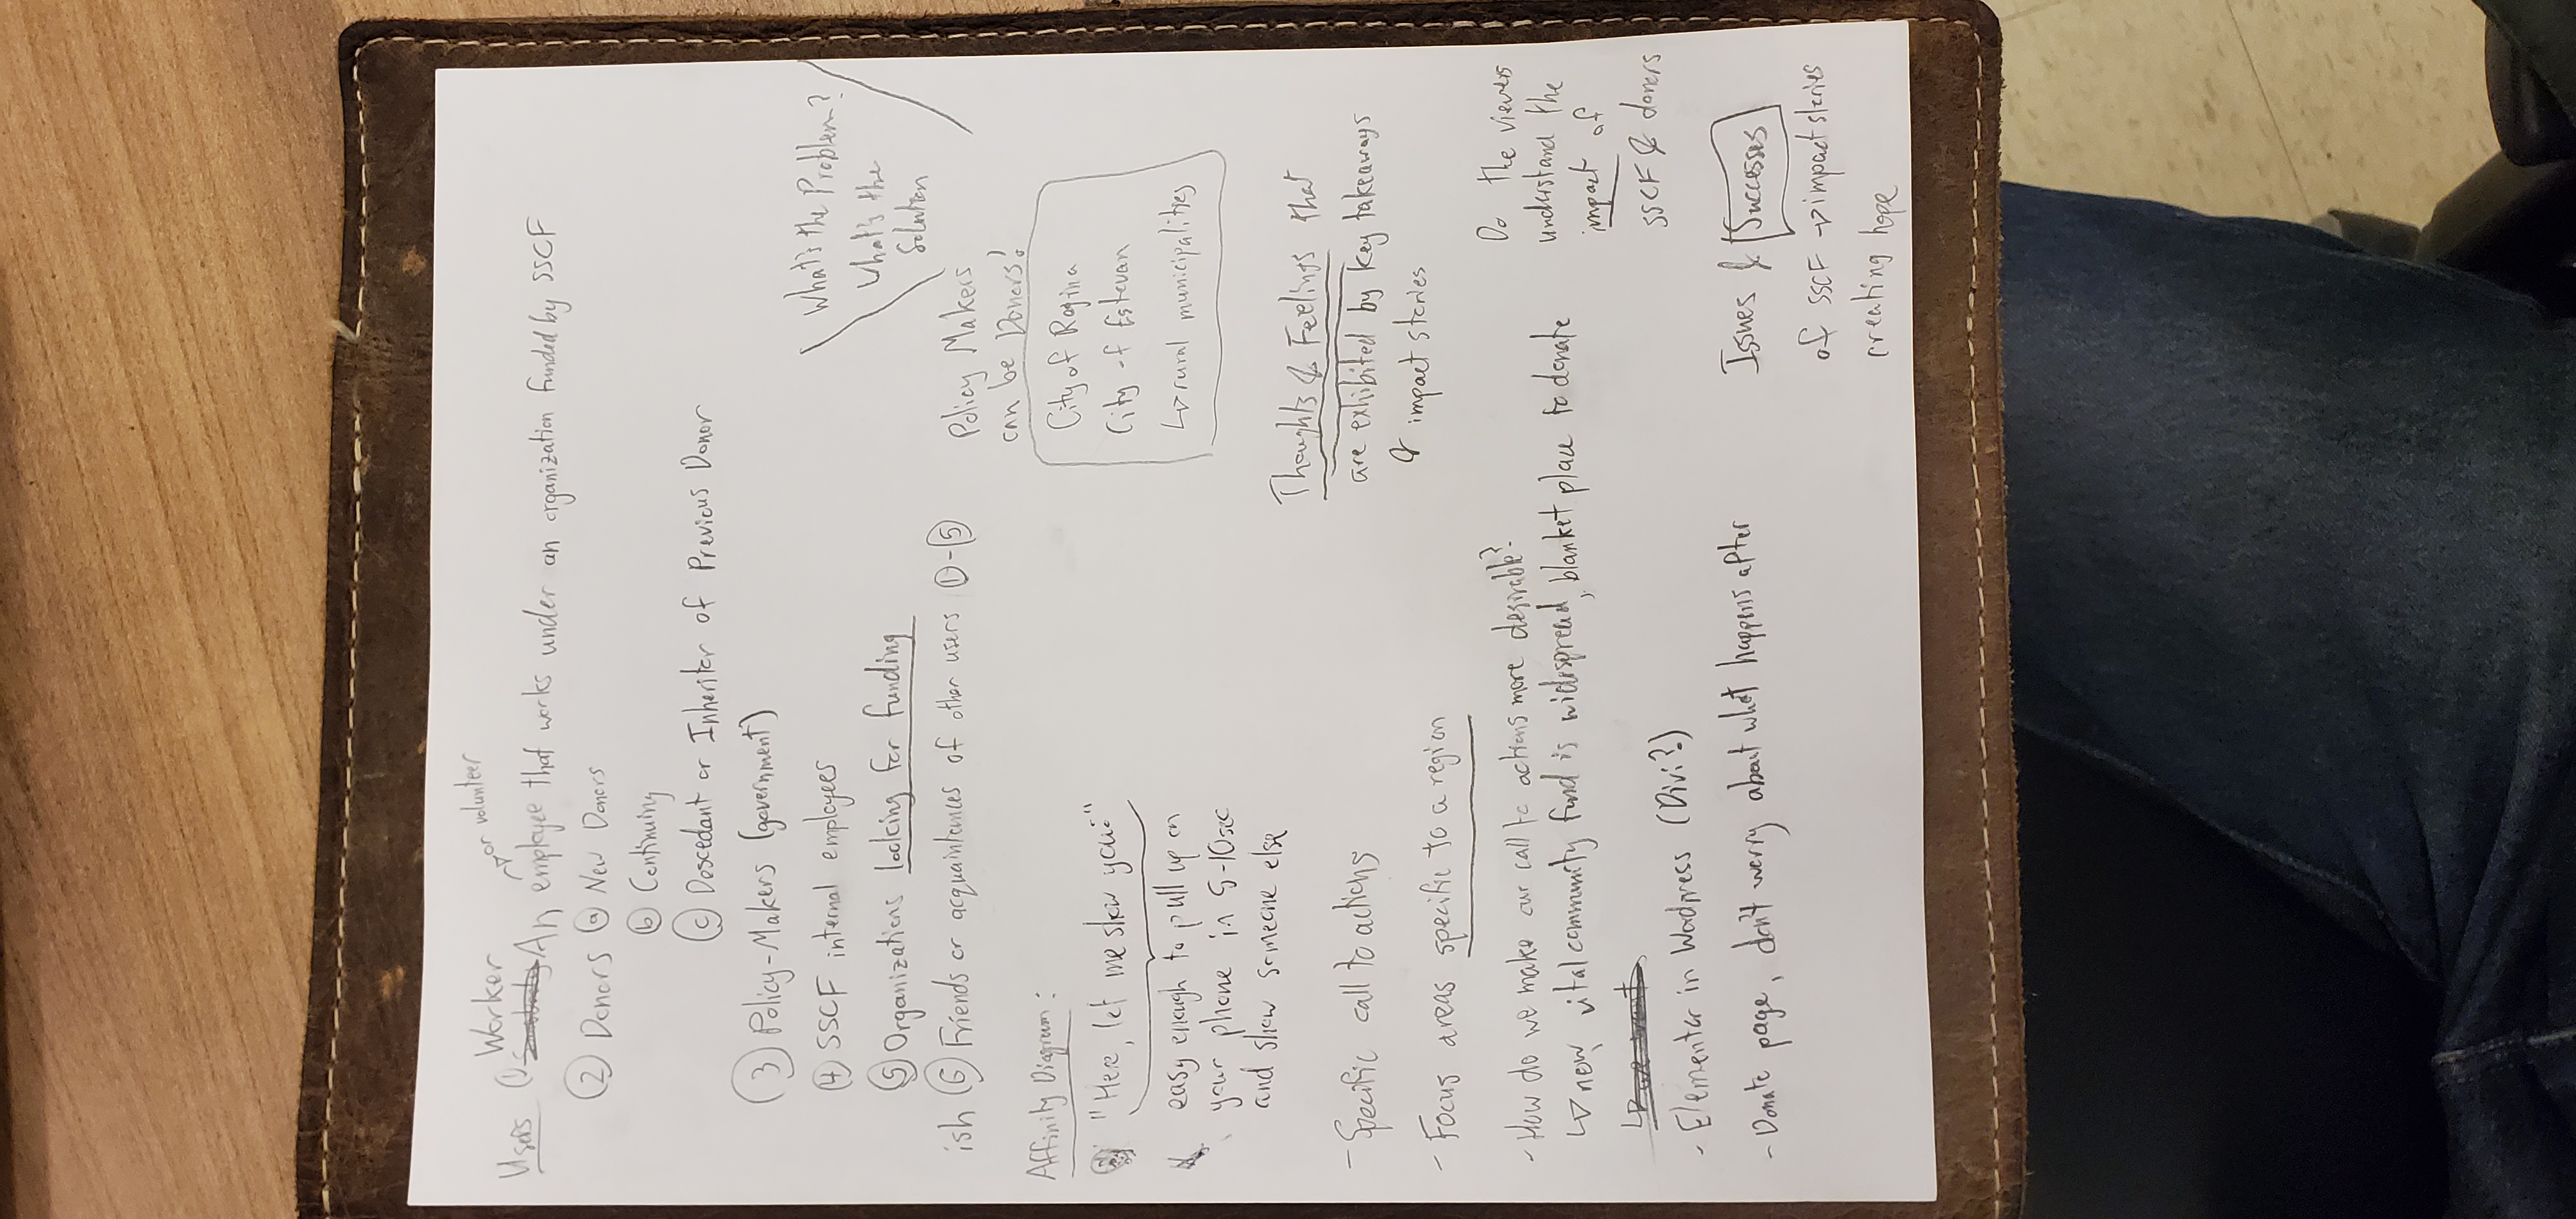 or volunteer
Worker
Users ① An employee that works under an organization funded by SSCF
② Donors ⓐ New Donors
ⓑ Continuing
ⓒ Descedant or Inheritor of Previous Donor
③ Policy-Makers (government)
④ SSCF internal employees
⑤ Organizations looking for funding
ish ⑥ Friends or acquaintances of other users ①-⑤
What's the Problem?
What's the
Solution
Policy Makers
can be Donors!
City of Regina
City of Estevan
↳ rural municipalities
Affinity Diagram:
"Here, let me show you:"
easy enough to pull up on
your phone in 5-10sec
and show someone else
Thoughts & Feelings that
are exhibited by key takeaways
& impact stories
- Specific call to actions
- Focus areas specific to a region
- How do we make our call to actions more desirable?
↳ new, vital community fund is widespread, blanket place to donate
↳ we want
- Elementor in Wordpress (Divi?)
- Donate page, don't worry about what happens after
Do the viewers
understand the
impact of
SSCF & donors
Issues & Successes
of SSCF → impact stories
creating hope